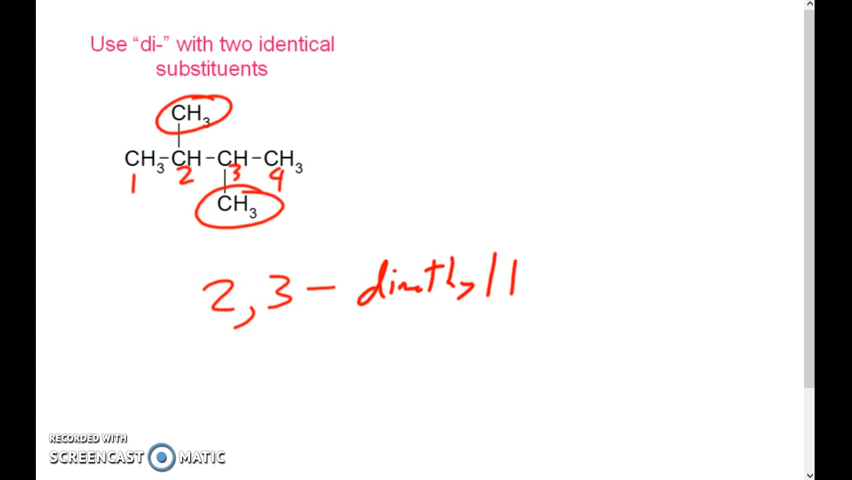 Use “di-” with two identical
substituents
CH3
CH3-CH-CH-CH3
1 2 3 4
CH3
2,3-dimethyl
RECORDED WITH
SCREENCAST MATIC